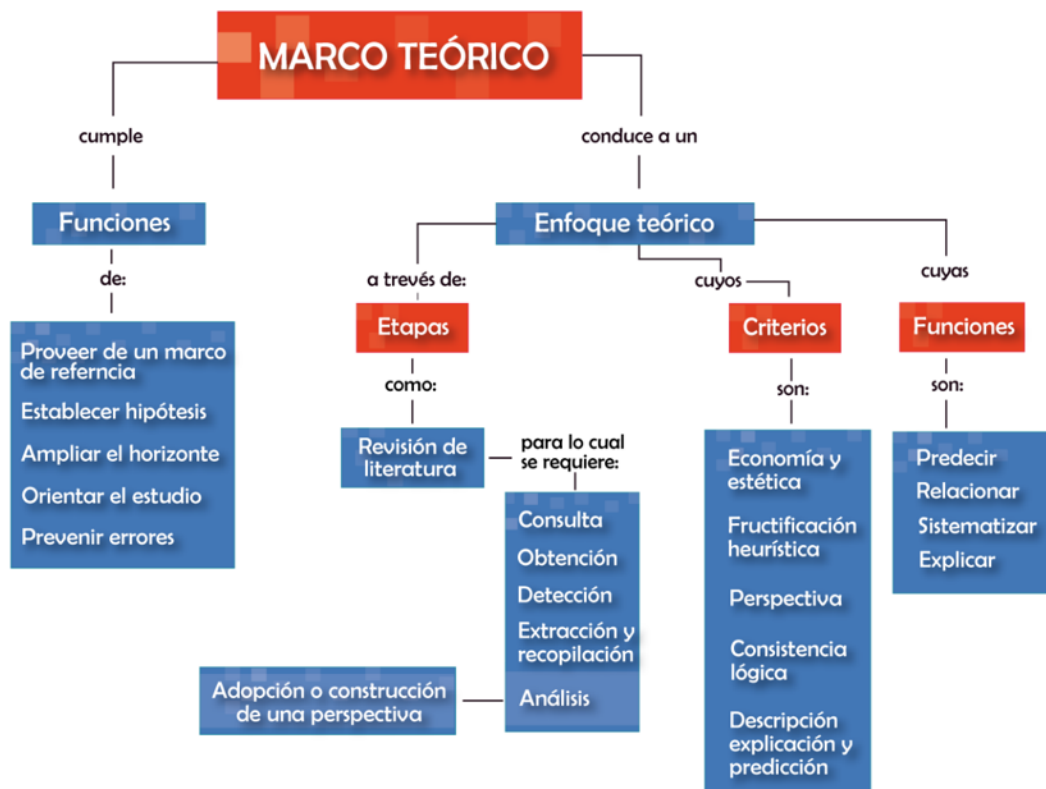 MARCO TEÓRICO
cumple
conduce a un
Funciones
Enfoque teórico
de:
a trevés de:
cuyos
cuyas
Etapas
Criterios
Funciones
Proveer de un marco
de referncia
Establecer hipótesis
Ampliar el horizonte
Orientar el estudio
Prevenir errores
como:
son:
son:
Revisión de
literatura
para lo cual
se requiere:
Consulta
Obtención
Detección
Extracción y
recopilación
Análisis
Adopción o construcción
de una perspectiva
Economía y
estética
Fructificación
heurística
Perspectiva
Consistencia
lógica
Descripción
explicación y
predicción
Predecir
Relacionar
Sistematizar
Explicar